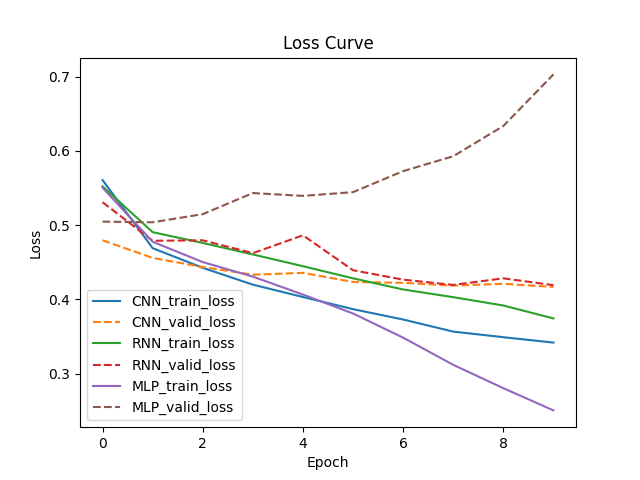 Loss Curve
0.7
0.6
0.5
0.4
0.3
Loss
CNN_train_loss
CNN_valid_loss
RNN_train_loss
RNN_valid_loss
MLP_train_loss
MLP_valid_loss
0 2 4 6 8
Epoch